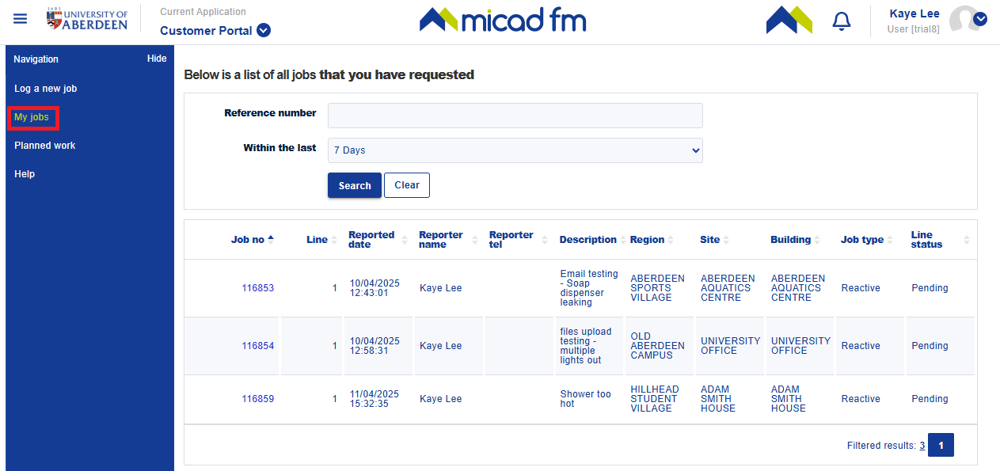 1495
UNIVERSITY OF
ABERDEEN
Current Application
Customer Portal
micad fm
Kaye Lee
User [trial8]
Navigation
Hide
Log a new job
My jobs
Planned work
Help
Below is a list of all jobs that you have requested
Reference number
Within the last
7 Days
Search
Clear
Job no
Line
Reported
date
Reporter
name
Reporter
tel
Description
Region
Site
Building
Job type
Line
status
116853
1
10/04/2025
12:43:01
Kaye Lee
Email testing
- Soap
dispenser
leaking
ABERDEEN
SPORTS
VILLAGE
ABERDEEN
AQUATICS
CENTRE
ABERDEEN
AQUATICS
CENTRE
Reactive
Pending
116854
1
10/04/2025
12:58:31
Kaye Lee
files upload
testing -
multiple
lights out
OLD
ABERDEEN
CAMPUS
UNIVERSITY
OFFICE
UNIVERSITY
OFFICE
Reactive
Pending
116859
1
11/04/2025
15:32:35
Kaye Lee
Shower too
hot
HILLHEAD
STUDENT
VILLAGE
ADAM
SMITH
HOUSE
ADAM
SMITH
HOUSE
Reactive
Pending
Filtered results: 3
1